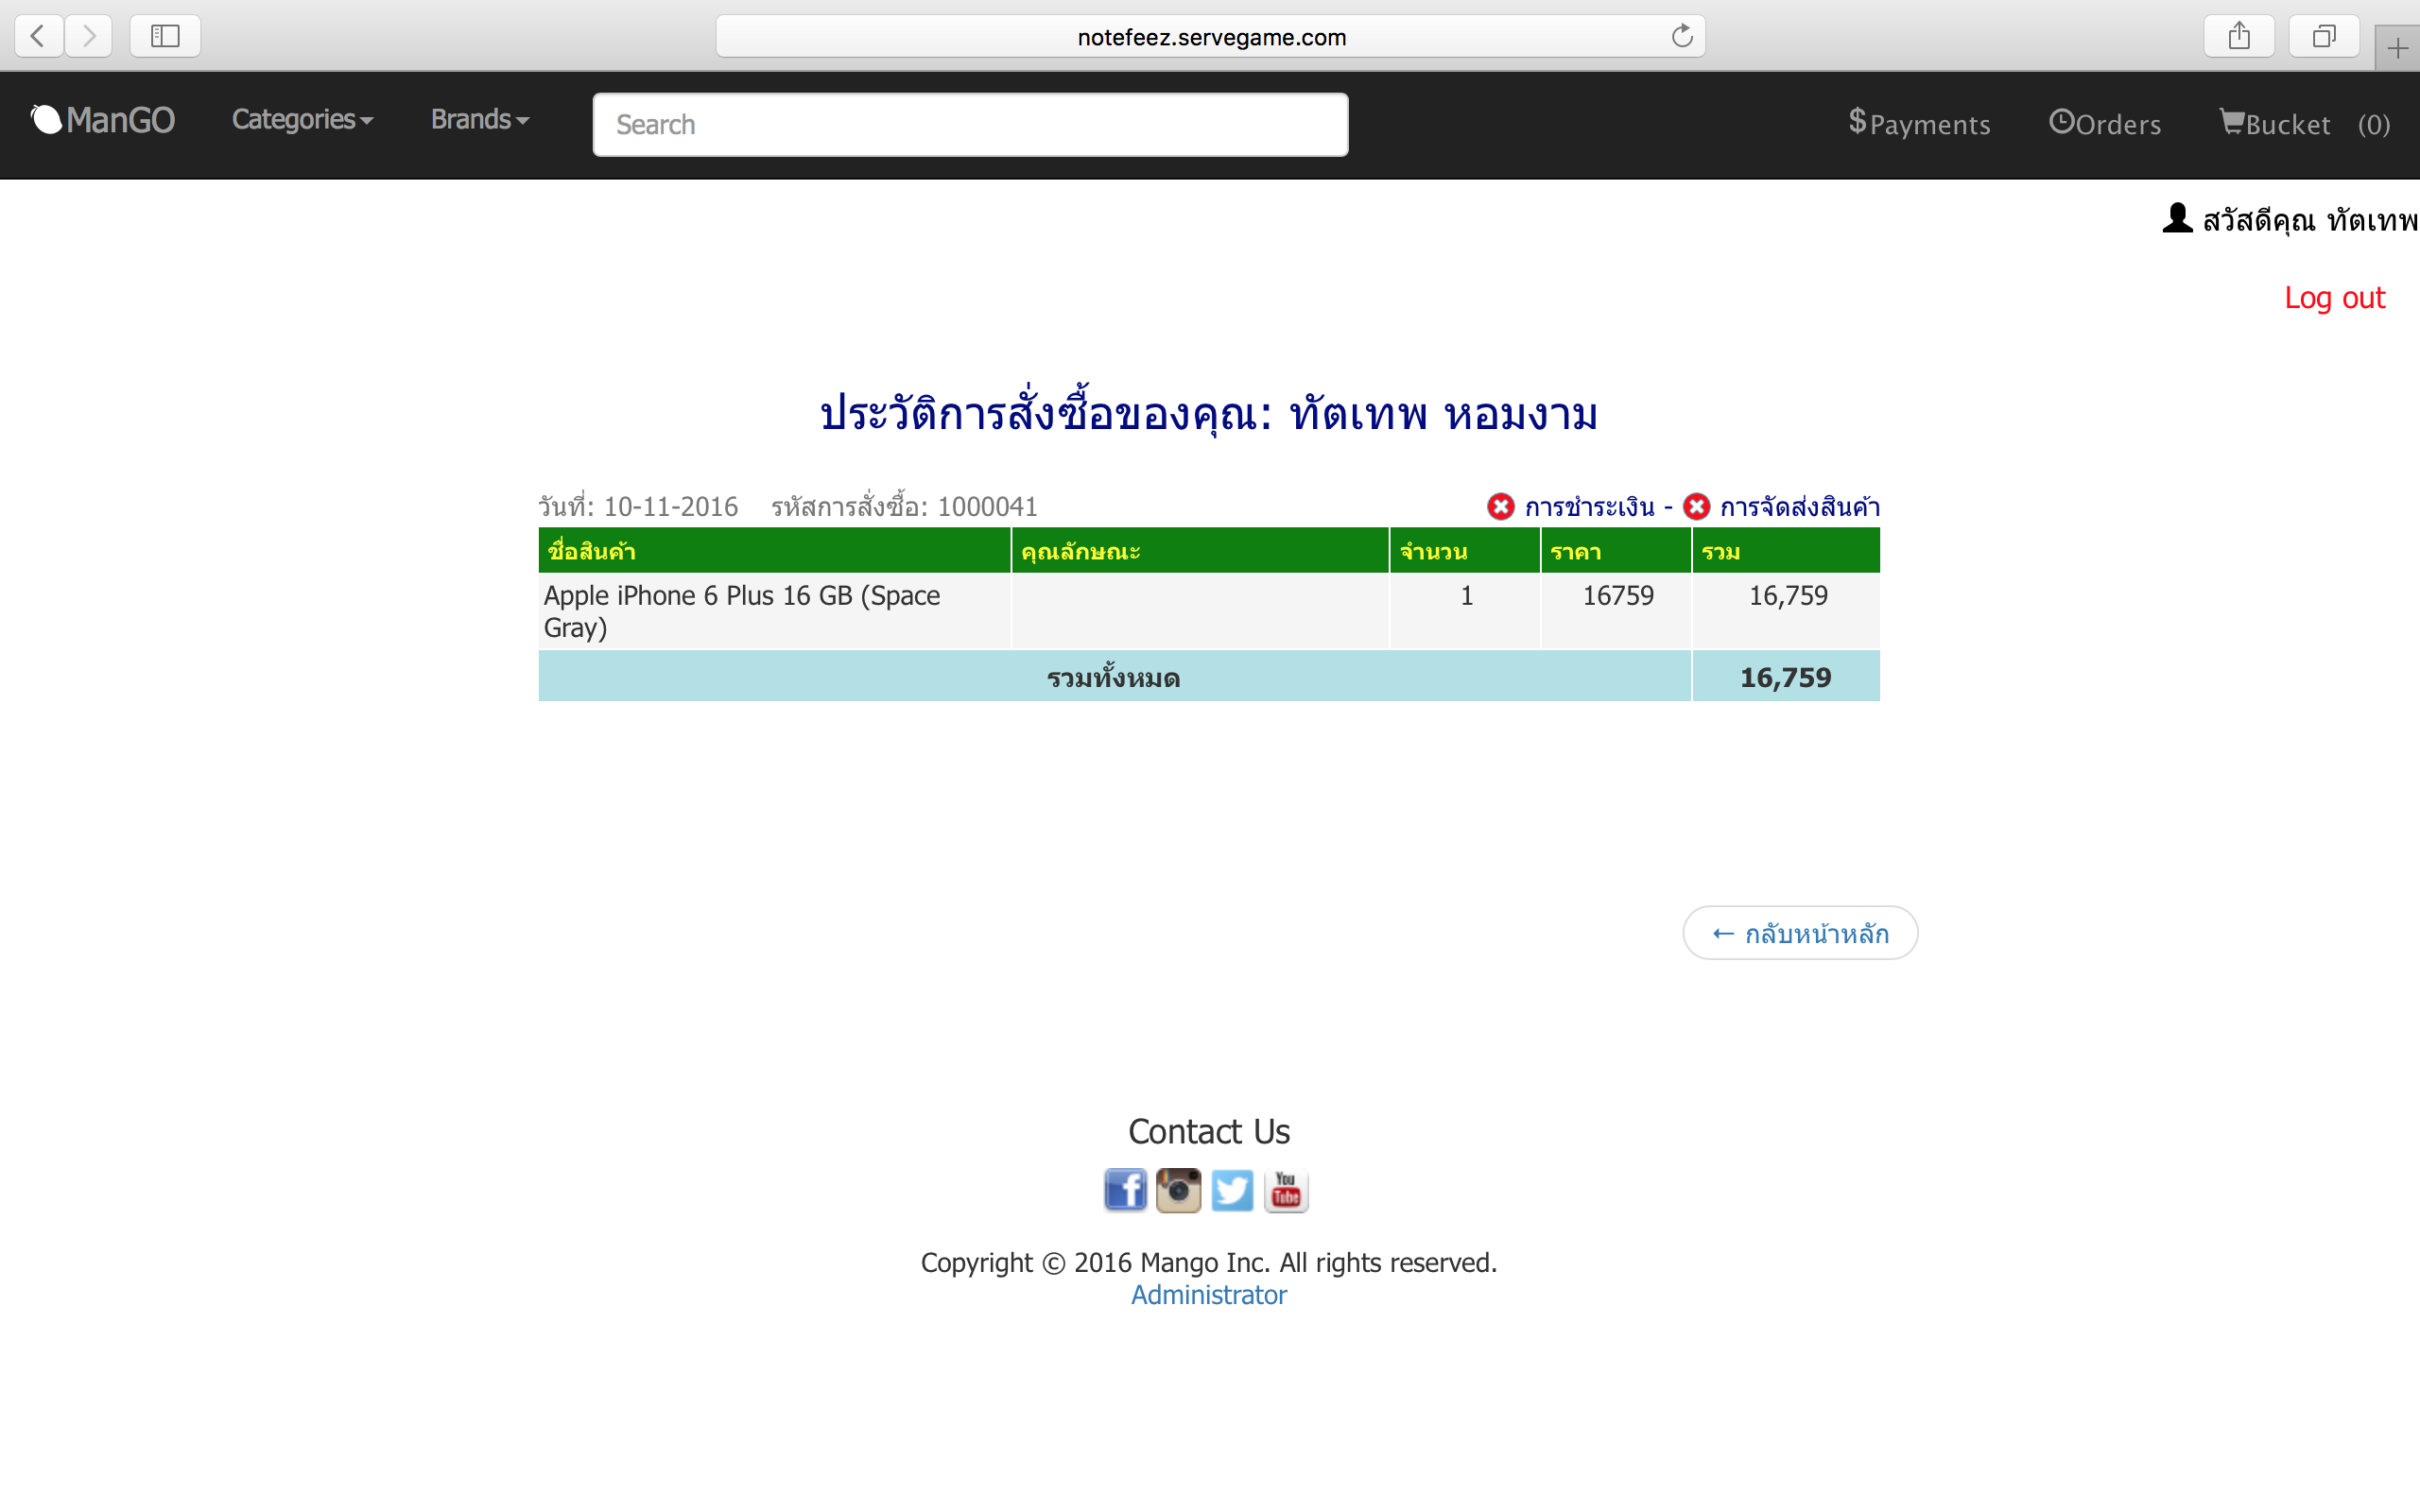 notefeez.servegame.com
ManGO Categories Brands Search $Payments Orders Bucket (0)
สวัสดีคุณ ทัตเทพ
Log out
ประวัติการสั่งซื้อของคุณ: ทัตเทพ หอมงาม
วันที่: 10-11-2016 รหัสการสั่งซื้อ: 1000041 การชำระเงิน - การจัดส่งสินค้า
ชื่อสินค้า คุณลักษณะ จำนวน ราคา รวม
Apple iPhone 6 Plus 16 GB (Space 1 16759 16,759
Gray)
รวมทั้งหมด 16,759
← กลับหน้าหลัก
Contact Us
You
Tube
Copyright © 2016 Mango Inc. All rights reserved.
Administrator